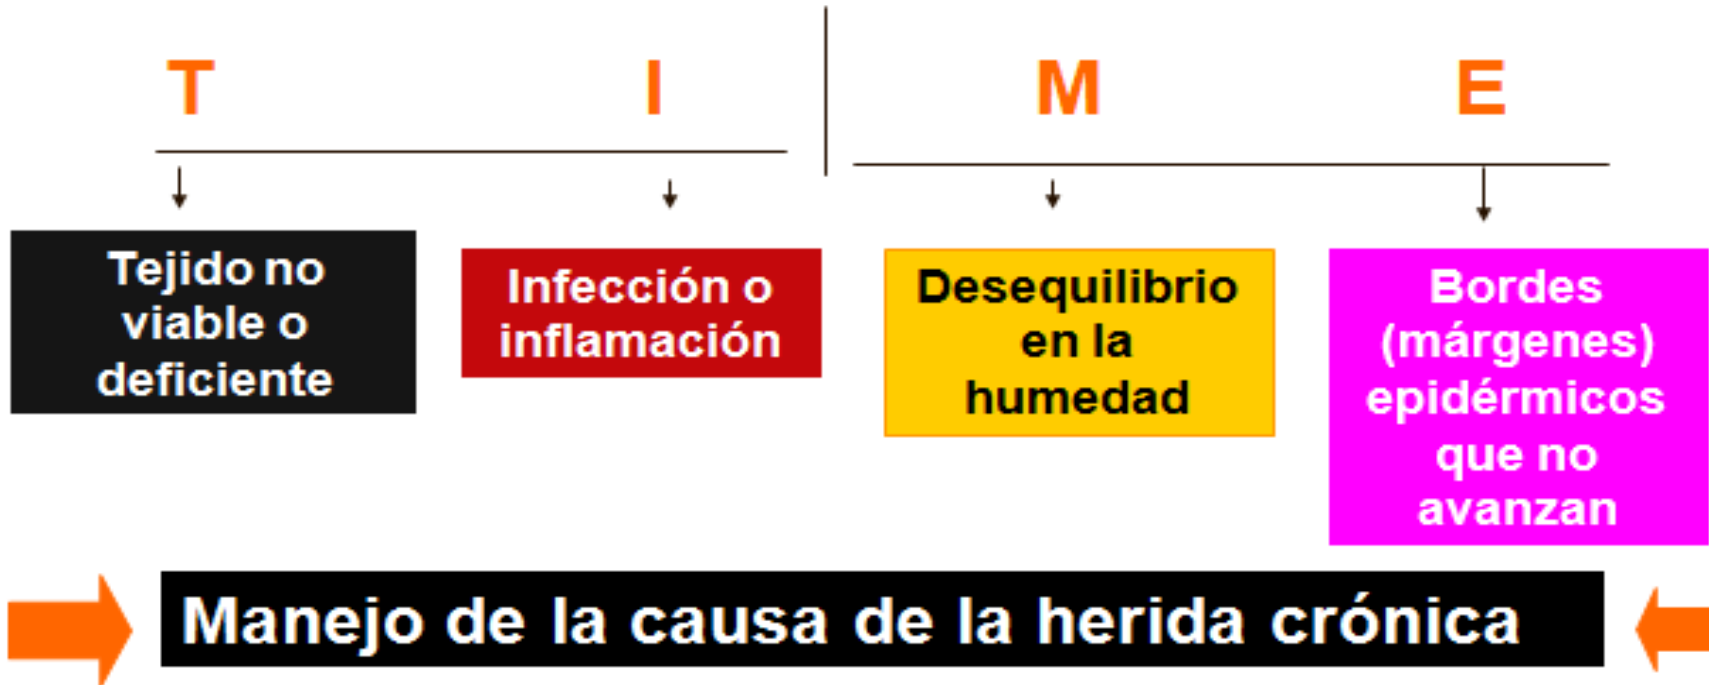 T I M E
Tejido no
viable o
deficiente
Infección o
inflamación
Desequilibrio
en la
humedad
Bordes
(márgenes)
epidérmicos
que no
avanzan
Manejo de la causa de la herida crónica